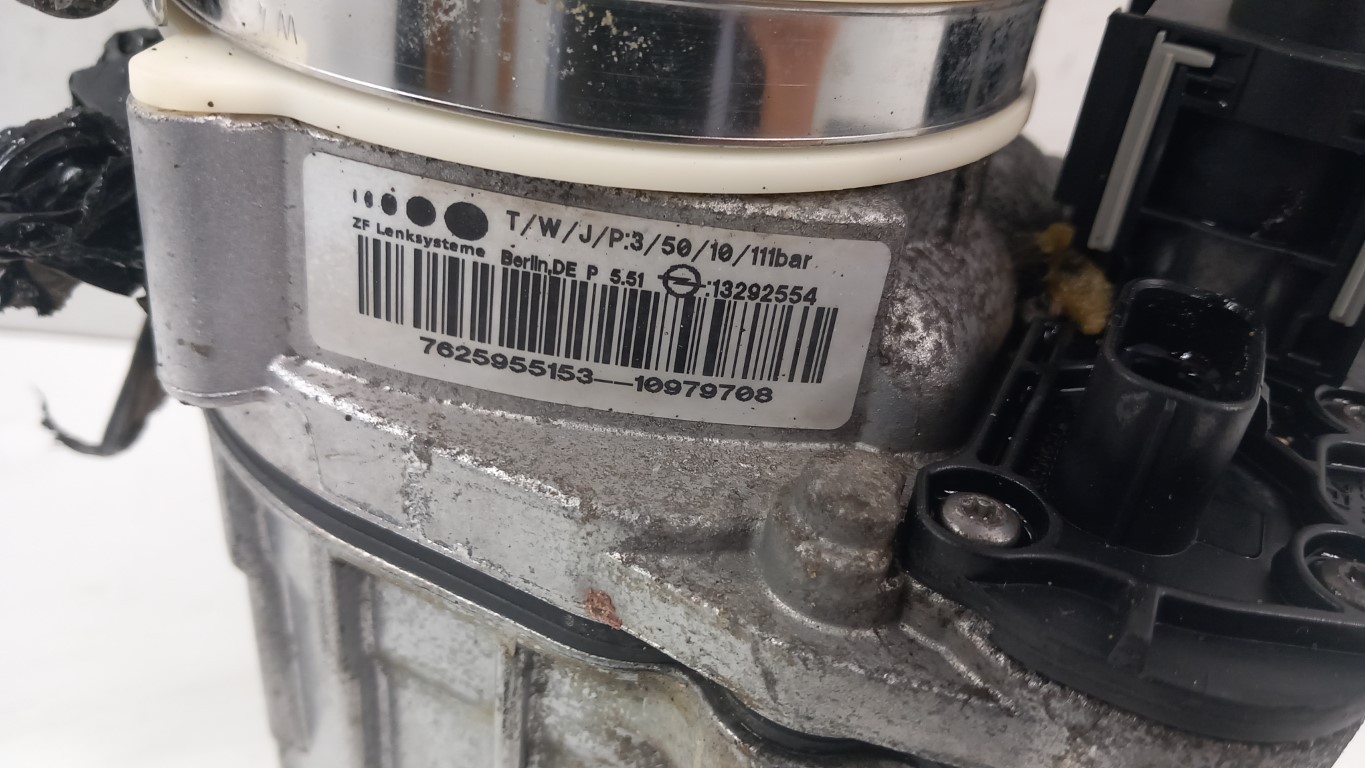 T/W/J/P:3/50/10/111bar
ZF Lenksysteme Berlin,DE P 5.51 :13292554
7625955153--10979708